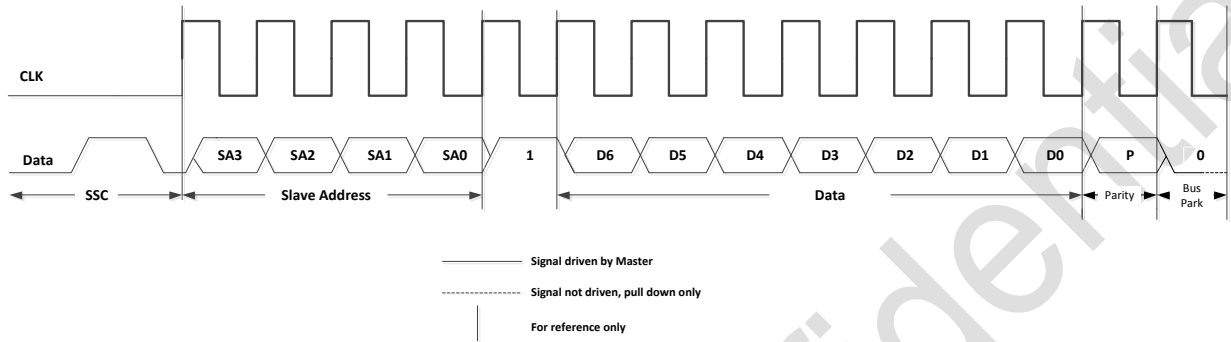 CLK
Data SA3 SA2 SA1 SA0 1 D6 D5 D4 D3 D2 D1 D0 P 0
SSC Slave Address Data Parity Bus
Park
Signal driven by Master
Signal not driven, pull down only
For reference only